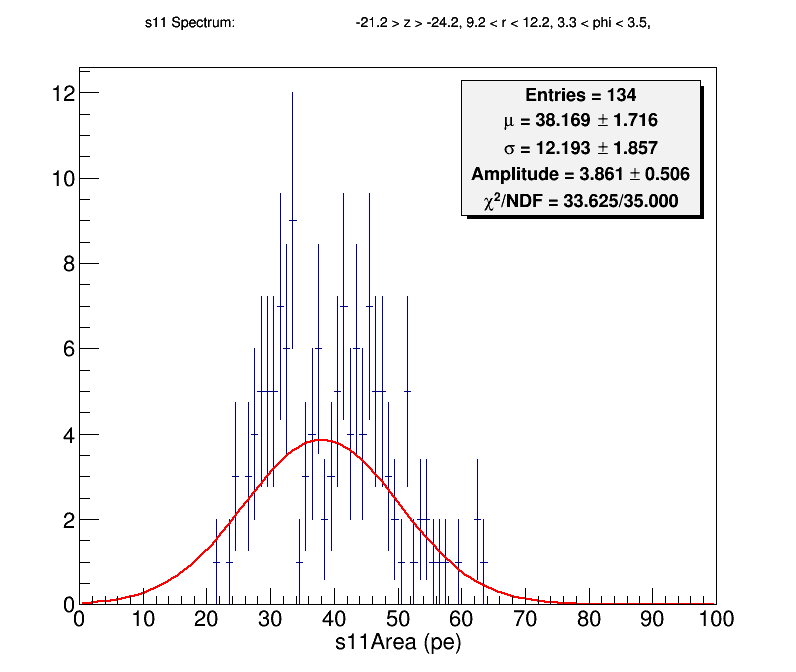 s11 Spectrum: -21.2 > z > -24.2, 9.2 < r < 12.2, 3.3 < phi < 3.5,
Entries = 134
μ = 38.169 ± 1.716
σ = 12.193 ± 1.857
Amplitude = 3.861 ± 0.506
χ²/NDF = 33.625/35.000
12
10
8
6
4
2
0
0 10 20 30 40 50 60 70 80 90 100
s11Area (pe)